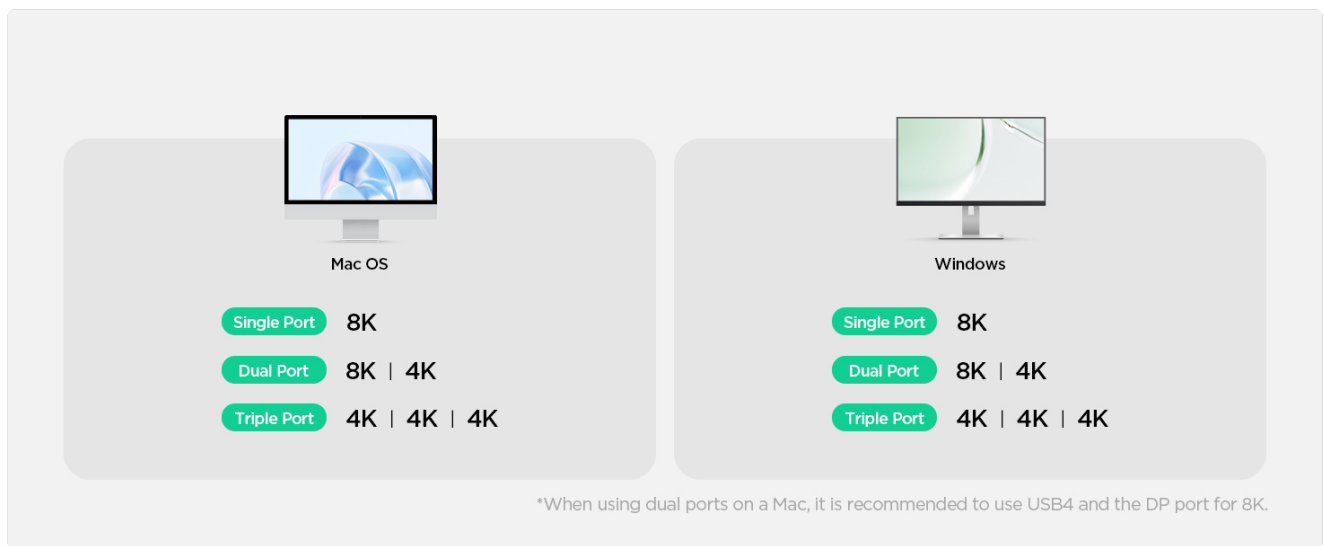 Mac OS
Single Port 8K
Dual Port 8K | 4K
Triple Port 4K | 4K | 4K
Windows
Single Port 8K
Dual Port 8K | 4K
Triple Port 4K | 4K | 4K
*When using dual ports on a Mac, it is recommended to use USB4 and the DP port for 8K.